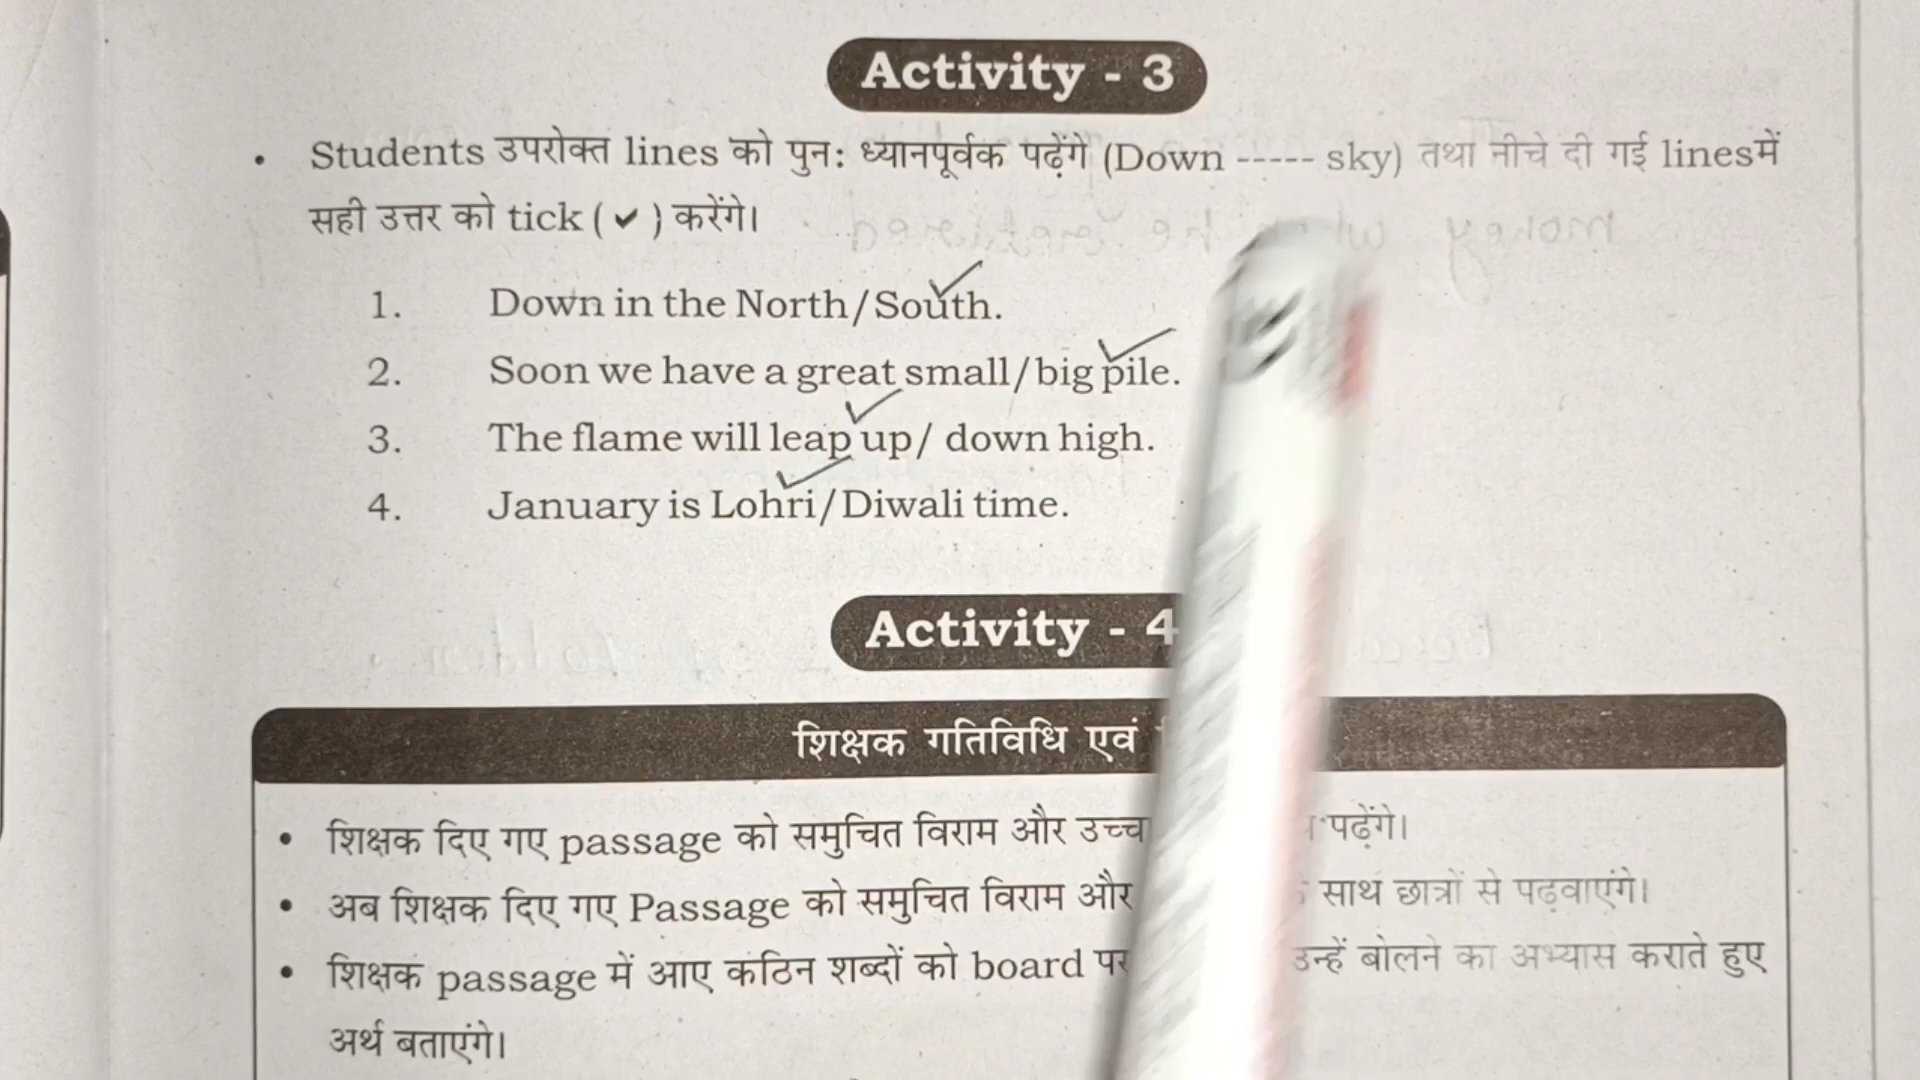 Activity - 3
• Students उपरोक्त lines को पुन: ध्यानपूर्वक पढ़ेंगे (Down ----- sky) तथा नीचे दी गई linesमें
सही उत्तर को tick (✔) करेंगे।
1. Down in the North/South.
2. Soon we have a great small/big pile.
3. The flame will leap up/ down high.
4. January is Lohri/Diwali time.
Activity - 4
शिक्षक गतिविधि एवं
• शिक्षक दिए गए passage को समुचित विराम और उच्च पढ़ेंगे।
• अब शिक्षक दिए गए Passage को समुचित विराम और साथ छात्रों से पढ़वाएंगे।
• शिक्षक passage में आए कठिन शब्दों को board पर उन्हें बोलने का अभ्यास कराते हुए
अर्थ बताएंगे।